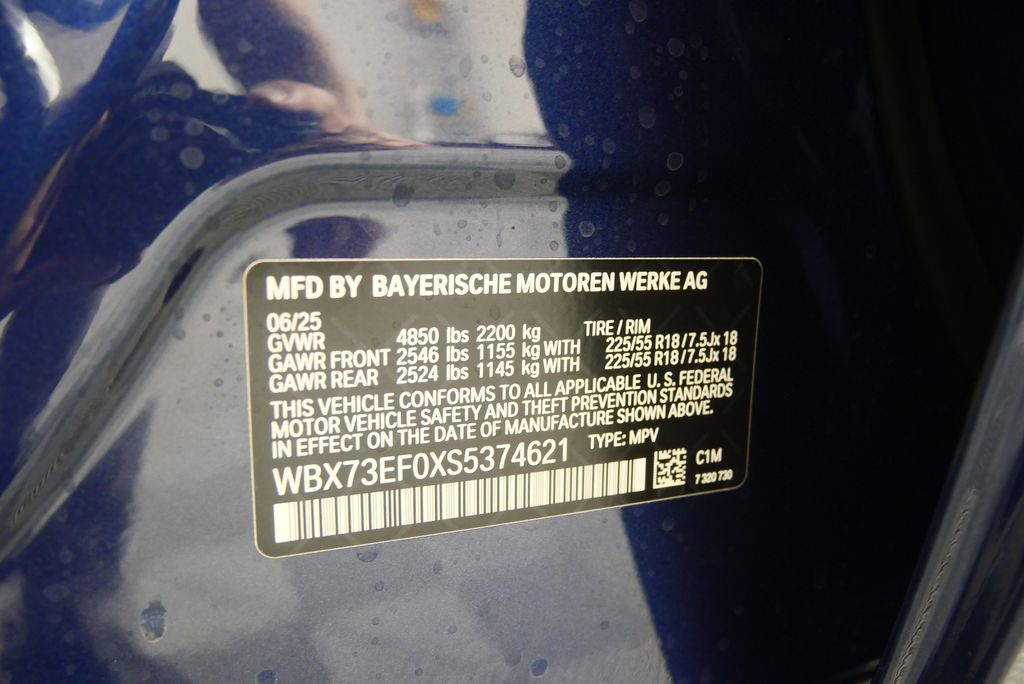 MFD BY BAYERISCHE MOTOREN WERKE AG
06/25 TIRE / RIM
GVWR 4850 lbs 2200 kg
GAWR FRONT 2546 lbs 1155 kg WITH 225/55 R18 / 7.5Jx 18
GAWR REAR 2524 lbs 1145 kg WITH 225/55 R18 / 7.5Jx 18
THIS VEHICLE CONFORMS TO ALL APPLICABLE U. S. FEDERAL
MOTOR VEHICLE SAFETY AND THEFT PREVENTION STANDARDS
IN EFFECT ON THE DATE OF MANUFACTURE SHOWN ABOVE.
WBX73EF0XS5374621 TYPE: MPV
C1M
7 320 730